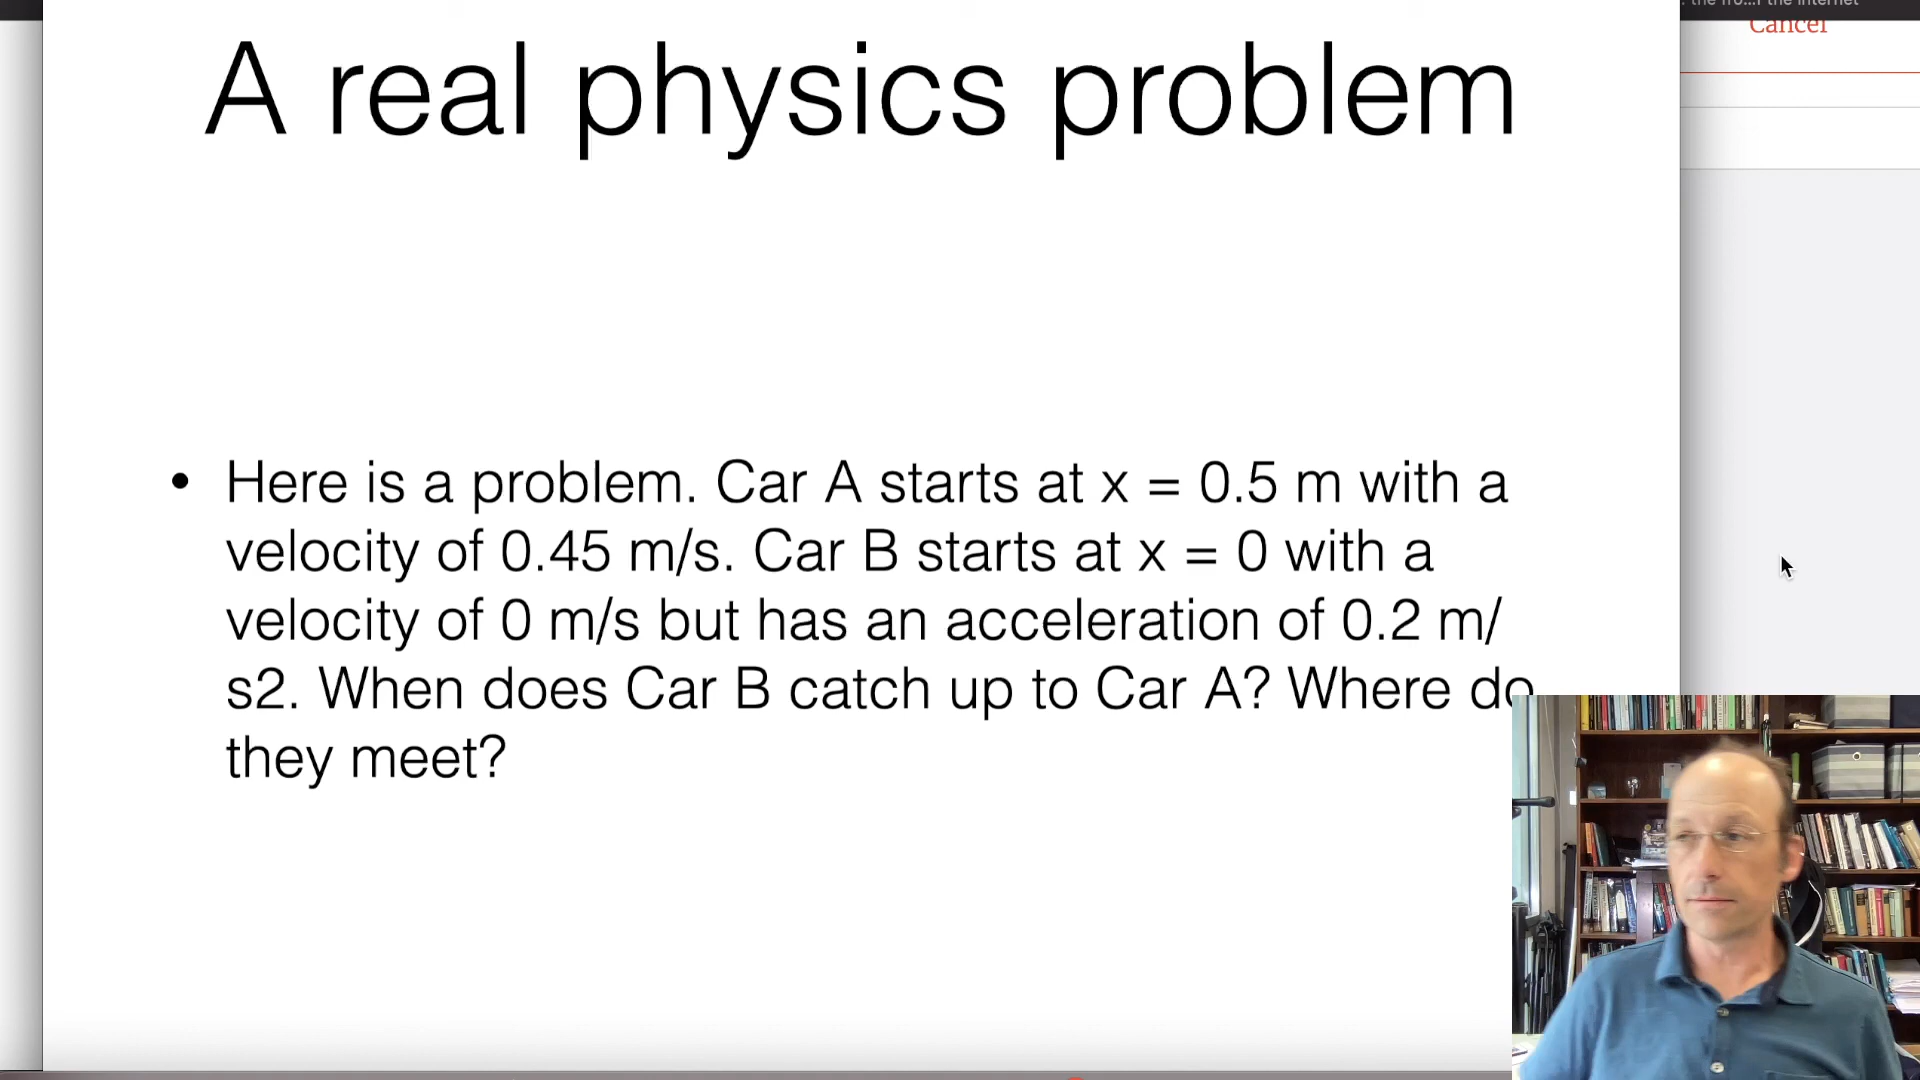 A real physics problem
Cancel
• Here is a problem. Car A starts at x = 0.5 m with a
velocity of 0.45 m/s. Car B starts at x = 0 with a
velocity of 0 m/s but has an acceleration of 0.2 m/
s2. When does Car B catch up to Car A? Where do
they meet?